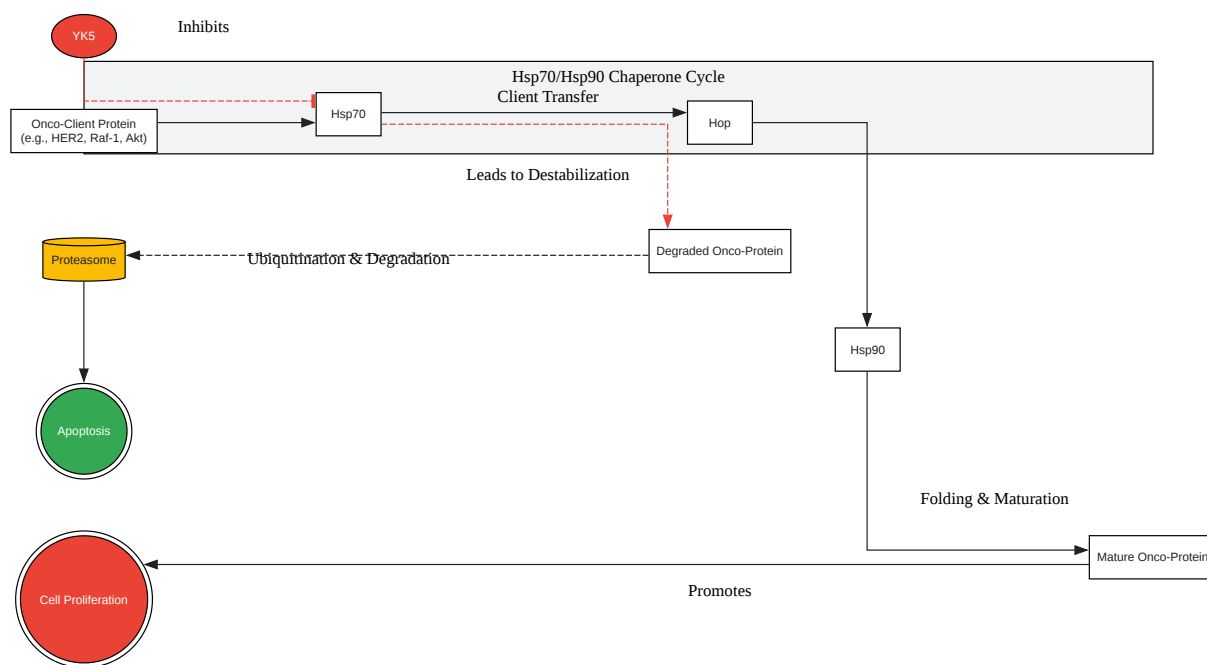 YK5
Inhibits
Hsp70/Hsp90 Chaperone Cycle
Client Transfer
Onco-Client Protein
(e.g., HER2, Raf-1, Akt)
Hsp70
Hop
Leads to Destabilization
Degraded Onco-Protein
Ubiquitination & Degradation
Proteasome
Hsp90
Apoptosis
Folding & Maturation
Mature Onco-Protein
Promotes
Cell Proliferation